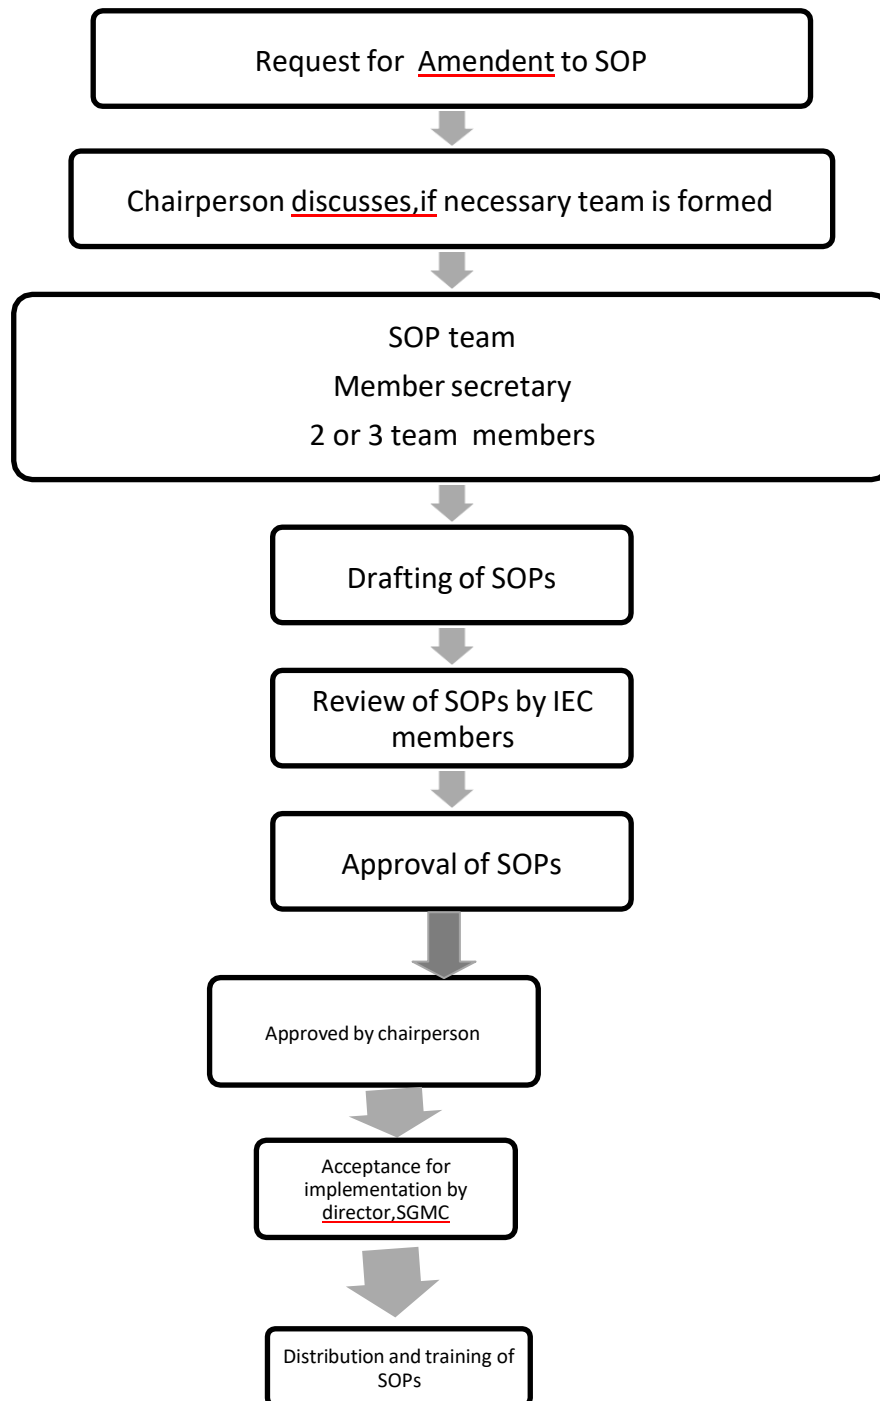 Request for Amendent to SOP
Chairperson discusses,if necessary team is formed
SOP team
Member secretary
2 or 3 team members
Drafting of SOPs
Review of SOPs by IEC
members
Approval of SOPs
Approved by chairperson
Acceptance for
implementation by
director,SGMC
Distribution and training of
SOPs